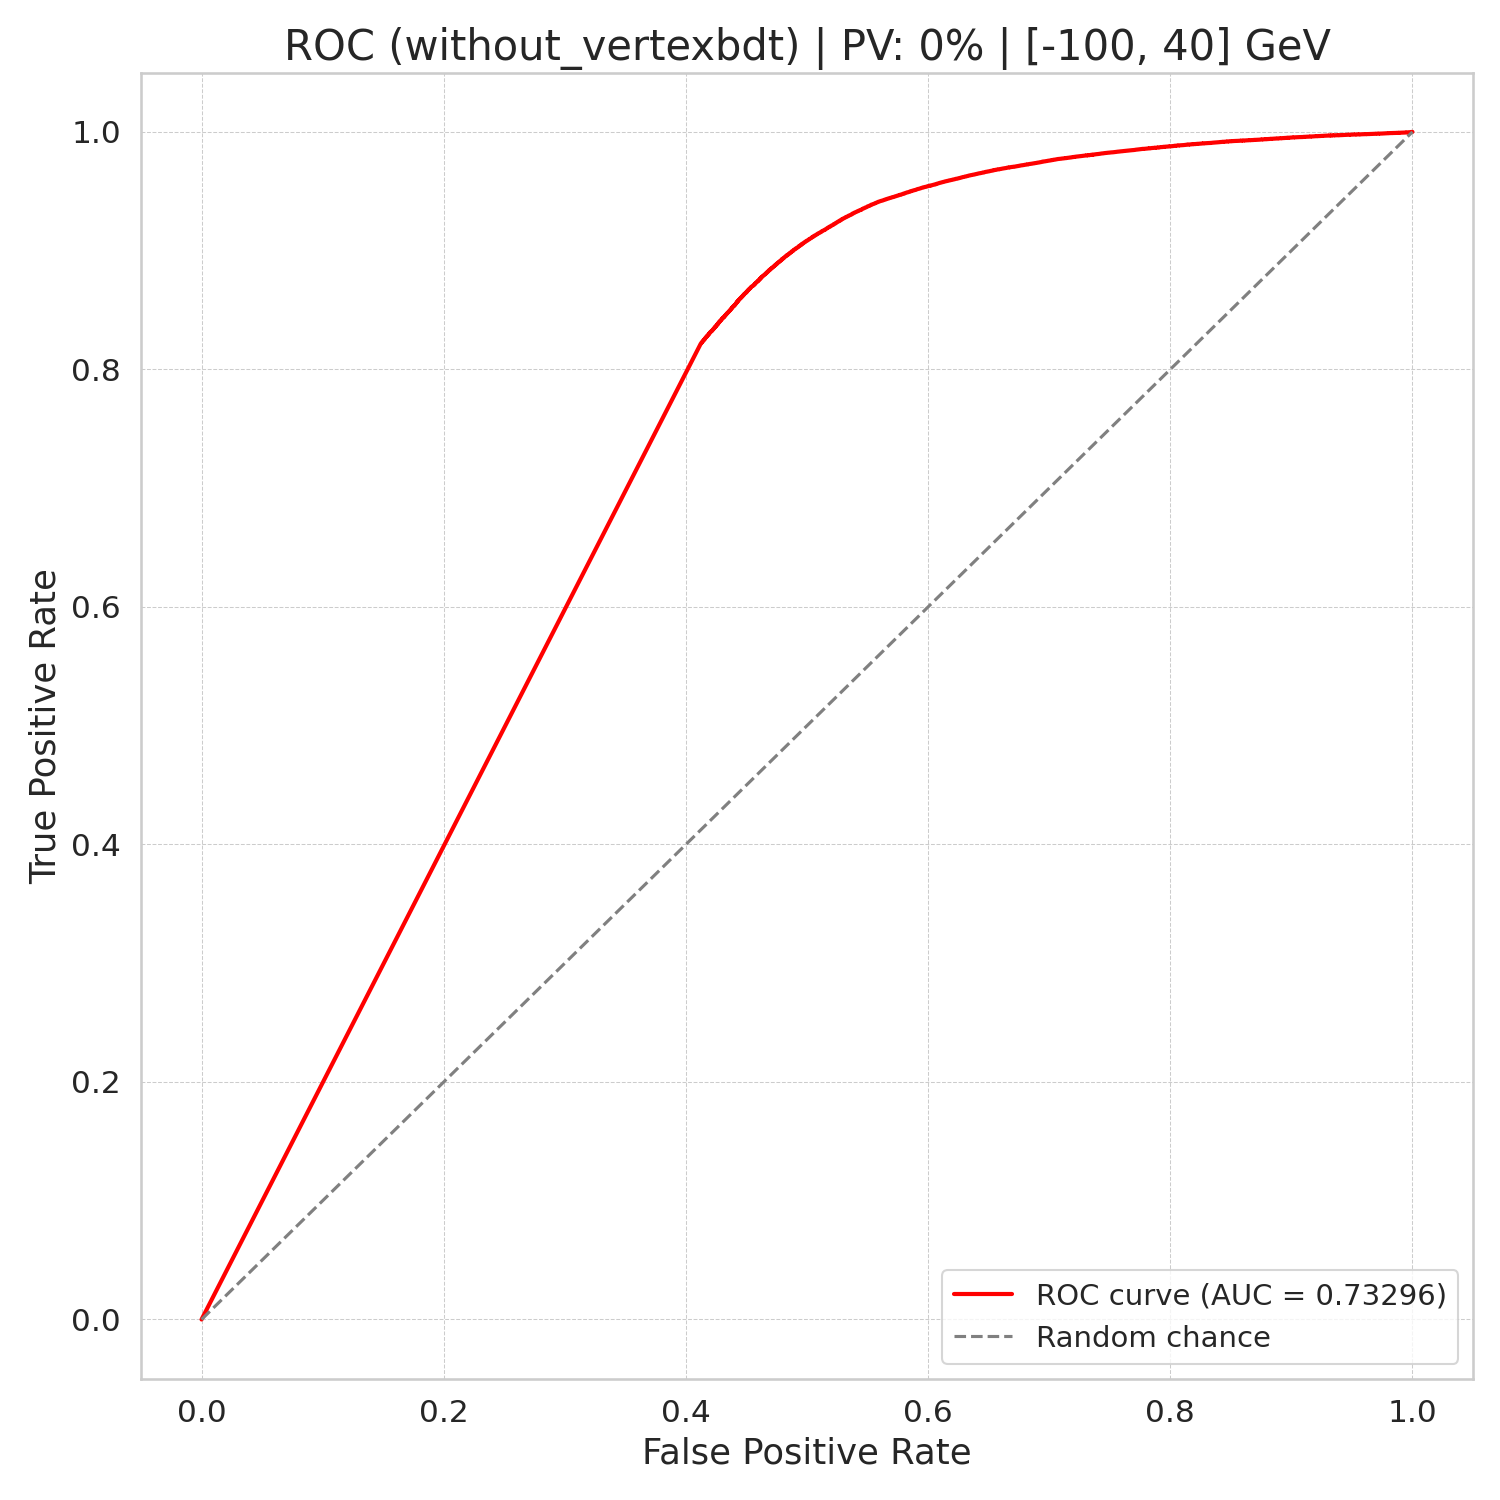 ROC (without_vertexbdt) | PV: 0% | [-100, 40] GeV
True Positive Rate
1.0
0.8
0.6
0.4
0.2
0.0
0.0 0.2 0.4 0.6 0.8 1.0
False Positive Rate
ROC curve (AUC = 0.73296)
Random chance